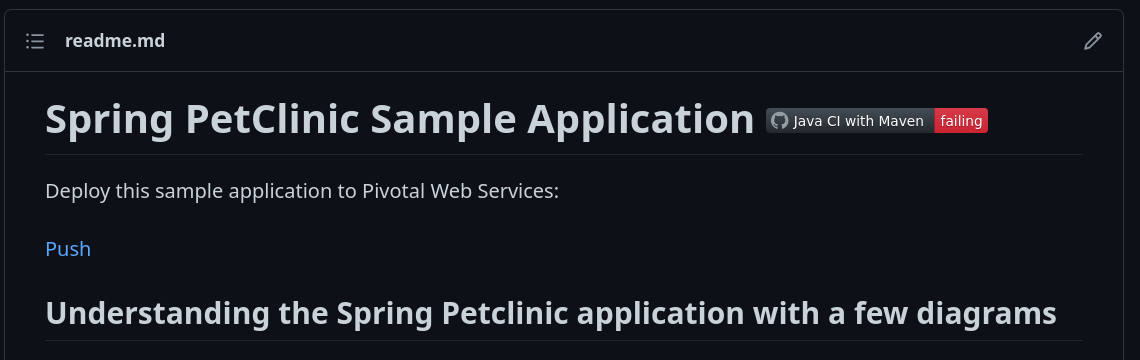 readme.md
Spring PetClinic Sample Application Java CI with Maven failing
Deploy this sample application to Pivotal Web Services:
Push
Understanding the Spring Petclinic application with a few diagrams